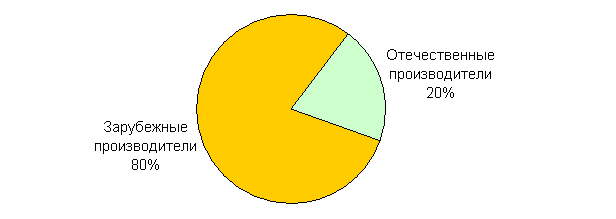 Отечественные
производители
20%
Зарубежные
производители
80%